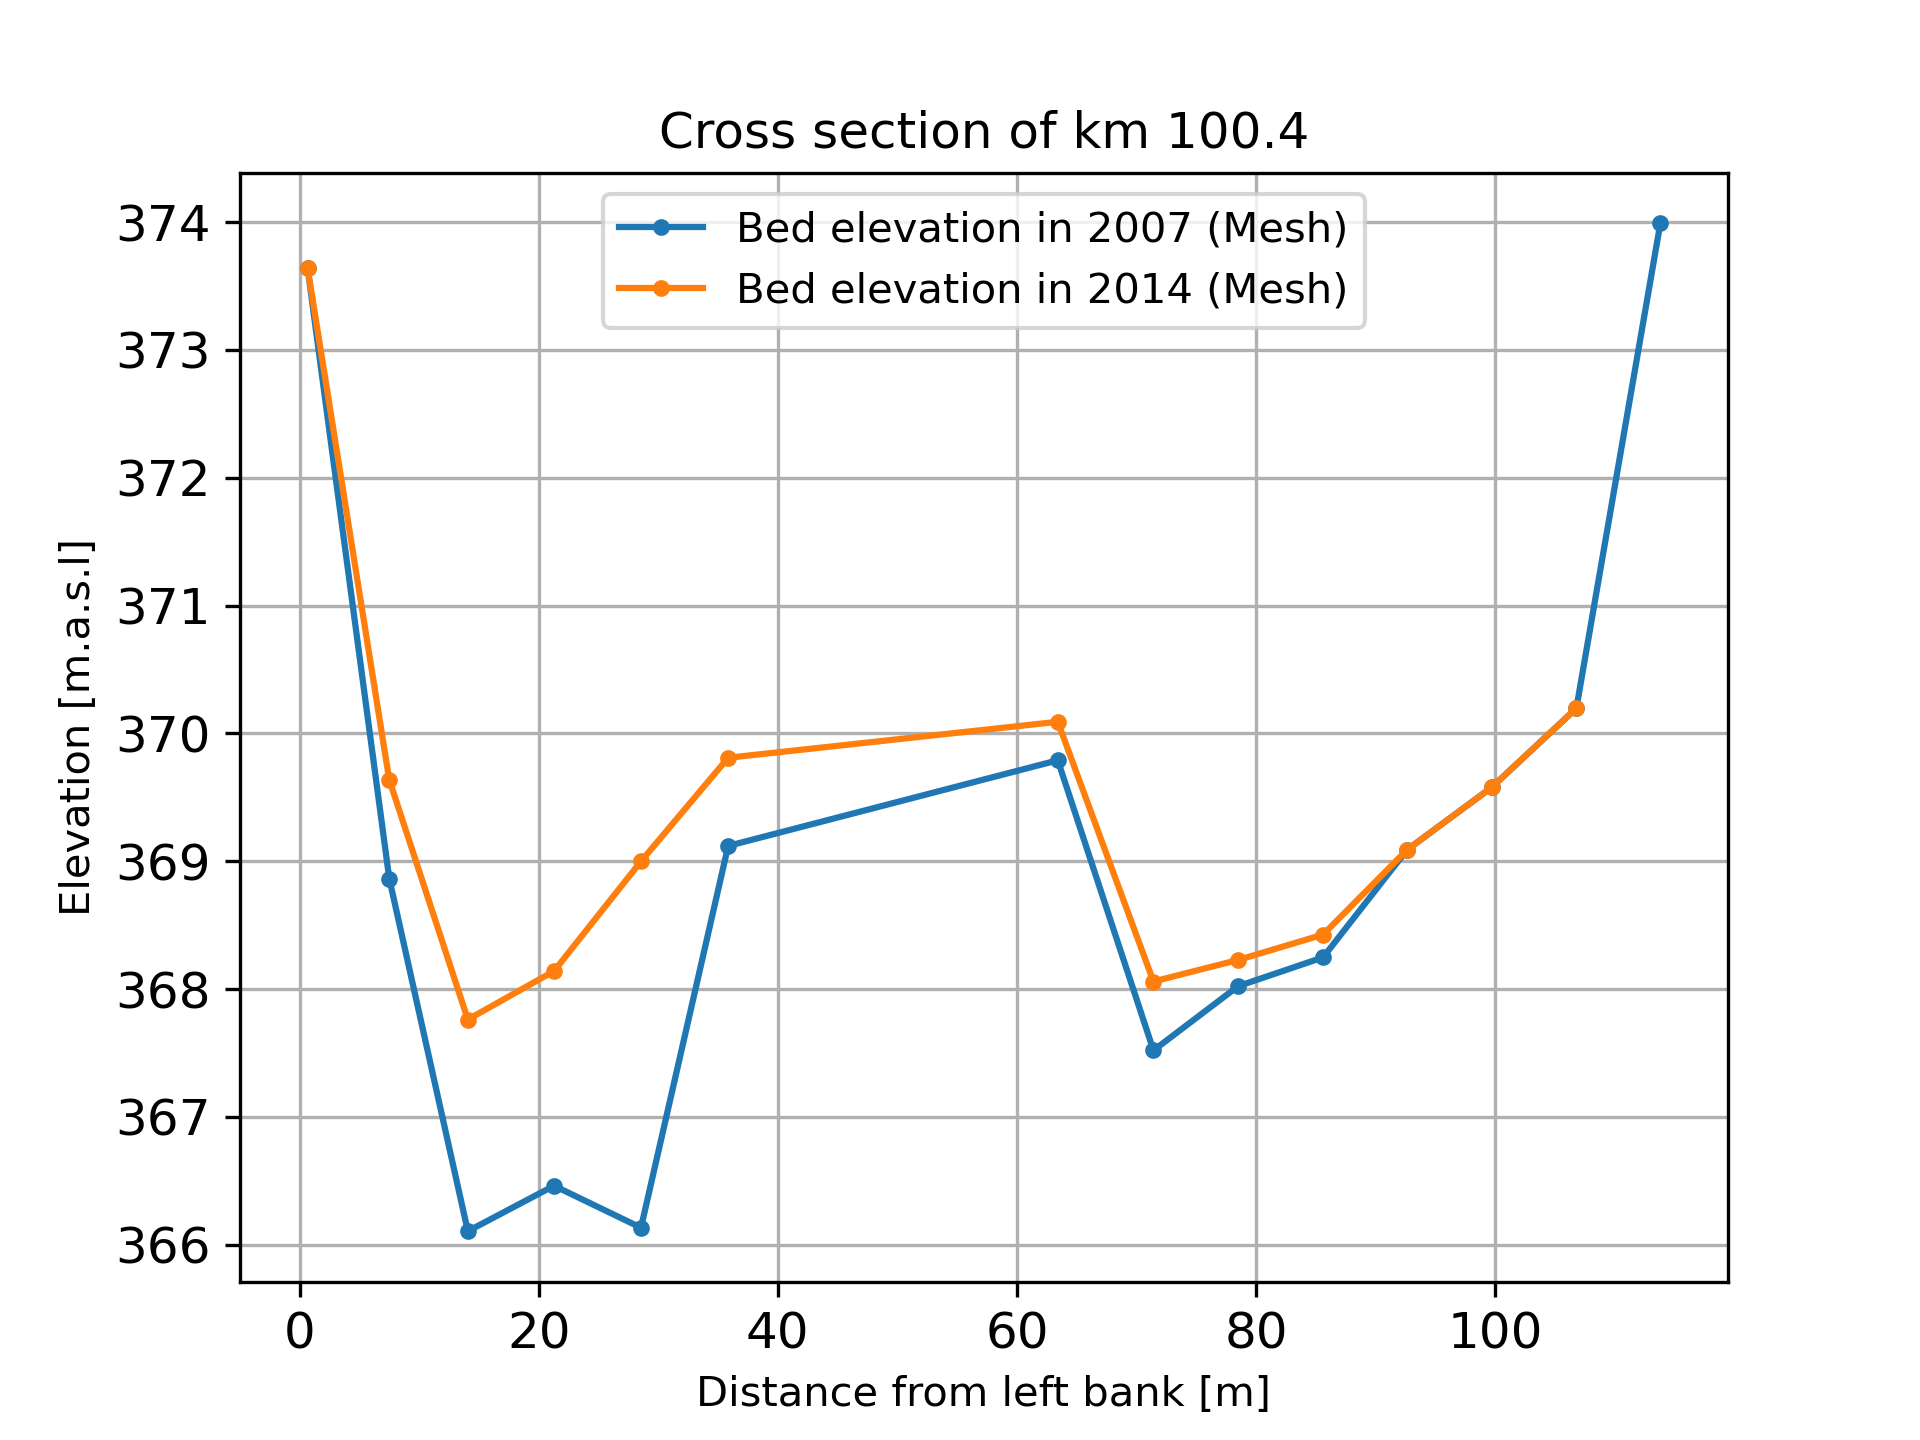 Cross section of km 100.4
Bed elevation in 2007 (Mesh)
Bed elevation in 2014 (Mesh)
374
373
372
371
370
369
368
367
366
Elevation [m.a.s.l]
0 20 40 60 80 100
Distance from left bank [m]